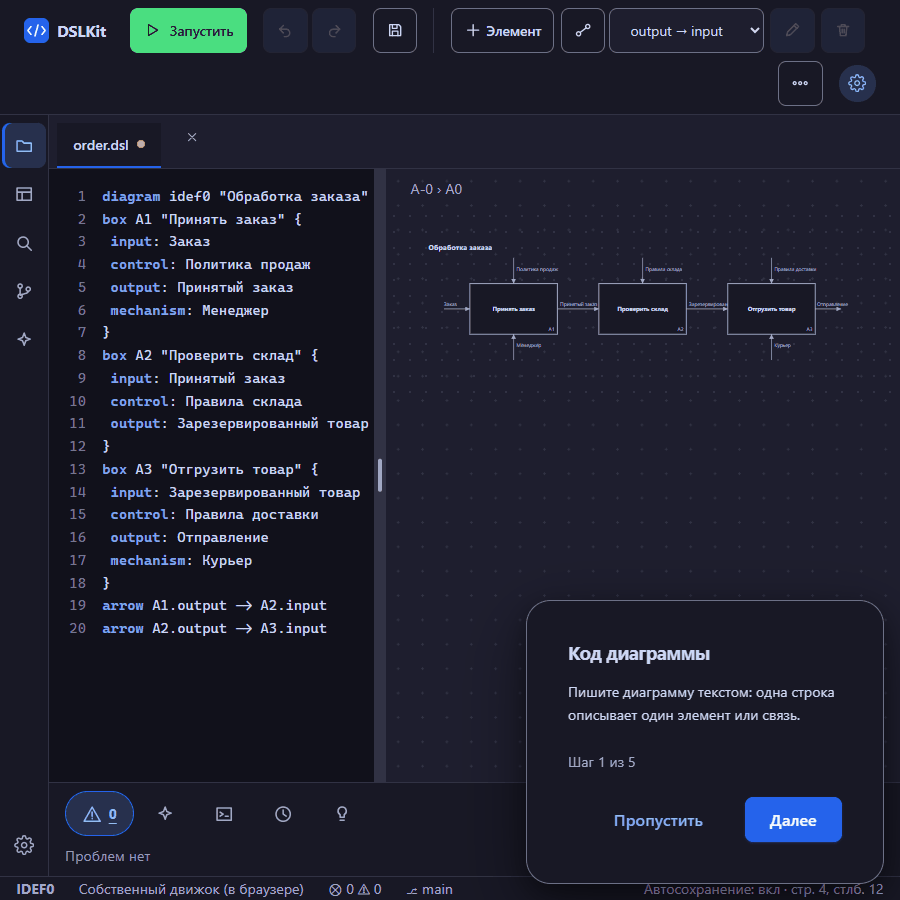 DSLKit
Запустить
Элемент
output → input
order.dsl
1 diagram idef0 "Обработка заказа"
2 box A1 "Принять заказ" {
3 input: Заказ
4 control: Политика продаж
5 output: Принятый заказ
6 mechanism: Менеджер
7 }
8 box A2 "Проверить склад" {
9 input: Принятый заказ
10 control: Правила склада
11 output: Зарезервированный товар
12 }
13 box A3 "Отгрузить товар" {
14 input: Зарезервированный товар
15 control: Правила доставки
16 output: Отправление
17 mechanism: Курьер
18 }
19 arrow A1.output —> A2.input
20 arrow A2.output —> A3.input
A-0 › A0
Обработка заказа
Политика продаж
Правила склада
Правила доставки
Заказ
Принять заказ
A1
Принятый заказ
Проверить склад
A2
Зарезервирован
Отгрузить товар
A3
Отправление
Менеджер
Курьер
Код диаграммы
Пишите диаграмму текстом: одна строка
описывает один элемент или связь.
Шаг 1 из 5
Пропустить
Далее
0
Проблем нет
IDEF0
Собственный движок (в браузере)
0
0
main
Автосохранение: вкл · стр. 4, стлб. 12